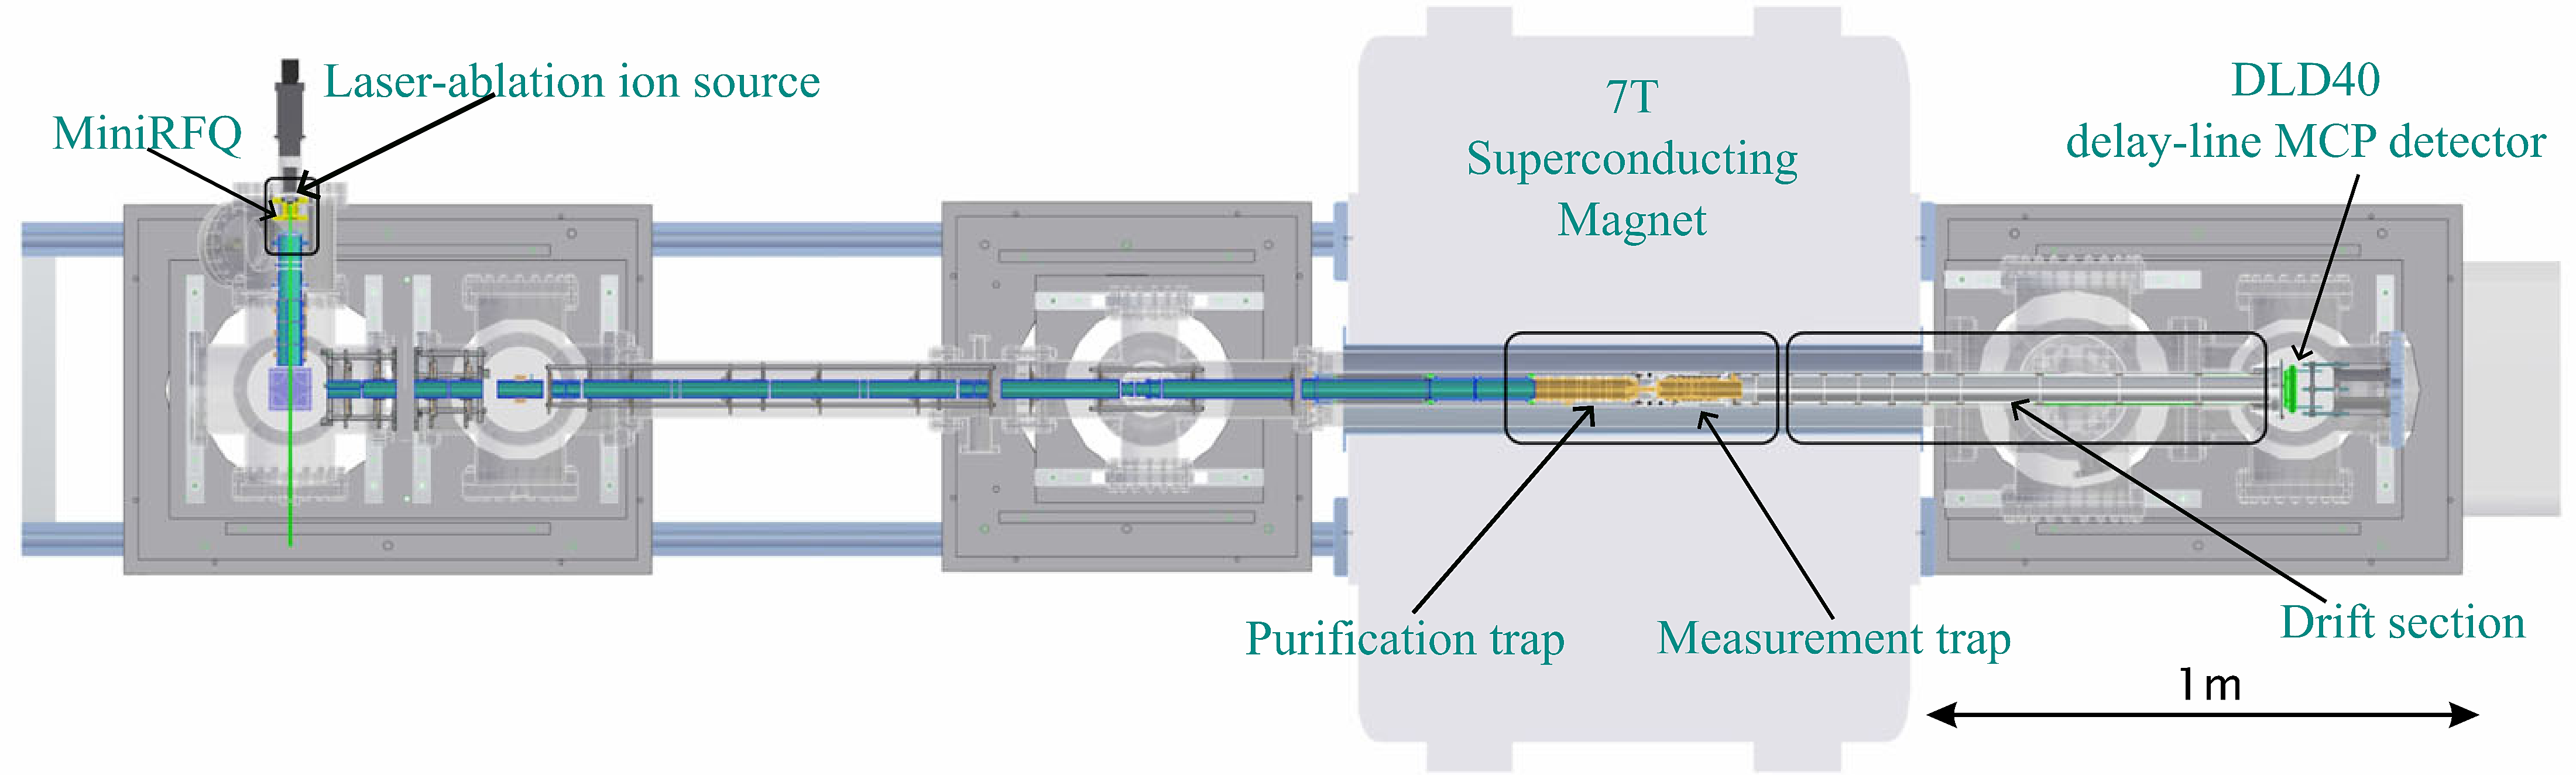 Laser-ablation ion source
MiniRFQ
7T
Superconducting
Magnet
DLD40
delay-line MCP detector
Purification trap
Measurement trap
Drift section
1m